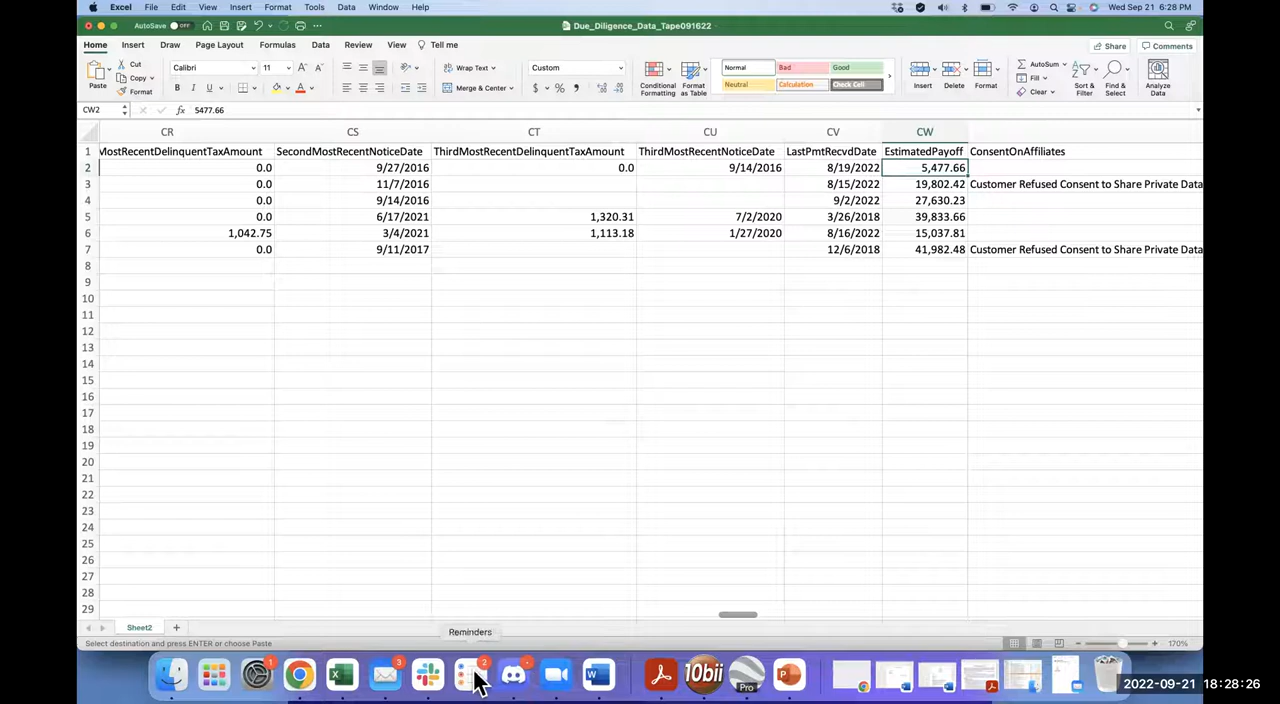 Excel File Edit View Insert Format Tools Data Window Help Wed Sep 21 6:28 PM
AutoSave OFF Due_Diligence_Data_Tape091622
Home Insert Draw Page Layout Formulas Data Review View Tell me Share Comments
Paste Cut Copy Format
Calibri 11 Wrap Text Custom Normal Bad Good AutoSum
B I U A Merge & Center $ % Neutral Calculation Check Cell Fill Clear
Conditional Formatting Format as Table Insert Delete Format Sort & Filter Find & Select Analyze Data
CW2 fx 5477.66
CR CS CT CU CV CW
1 MostRecentDelinquentTaxAmount SecondMostRecentNoticeDate ThirdMostRecentDelinquentTaxAmount ThirdMostRecentNoticeDate LastPmtRecvdDate EstimatedPayoff ConsentOnAffiliates
2 0.0 9/27/2016 0.0 9/14/2016 8/19/2022 5,477.66
3 0.0 11/7/2016 8/15/2022 19,802.42 Customer Refused Consent to Share Private Data
4 0.0 9/14/2016 9/2/2022 27,630.23
5 0.0 6/17/2021 1,320.31 7/2/2020 3/26/2018 39,833.66
6 1,042.75 3/4/2021 1,113.18 1/27/2020 8/16/2022 15,037.81
7 0.0 9/11/2017 12/6/2018 41,982.48 Customer Refused Consent to Share Private Data
8
9
10
11
12
13
14
15
16
17
18
19
20
21
22
23
24
25
26
27
28
29
Sheet2
Reminders
Select destination and press ENTER or choose Paste 170%
1 3 2 10bii Pro
2022-09-21 18:28:26